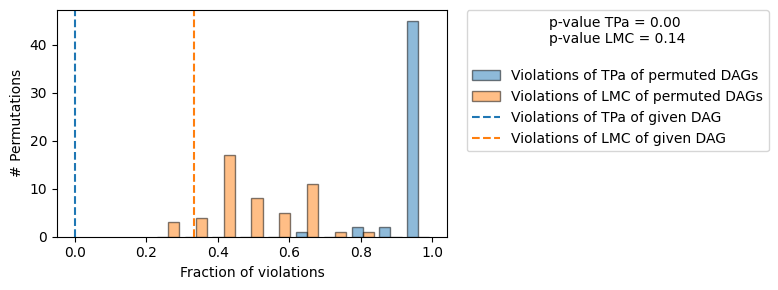 p-value TPa = 0.00
p-value LMC = 0.14
Violations of TPa of permuted DAGs
Violations of LMC of permuted DAGs
Violations of TPa of given DAG
Violations of LMC of given DAG
# Permutations
40
30
20
10
0
0.0 0.2 0.4 0.6 0.8 1.0
Fraction of violations